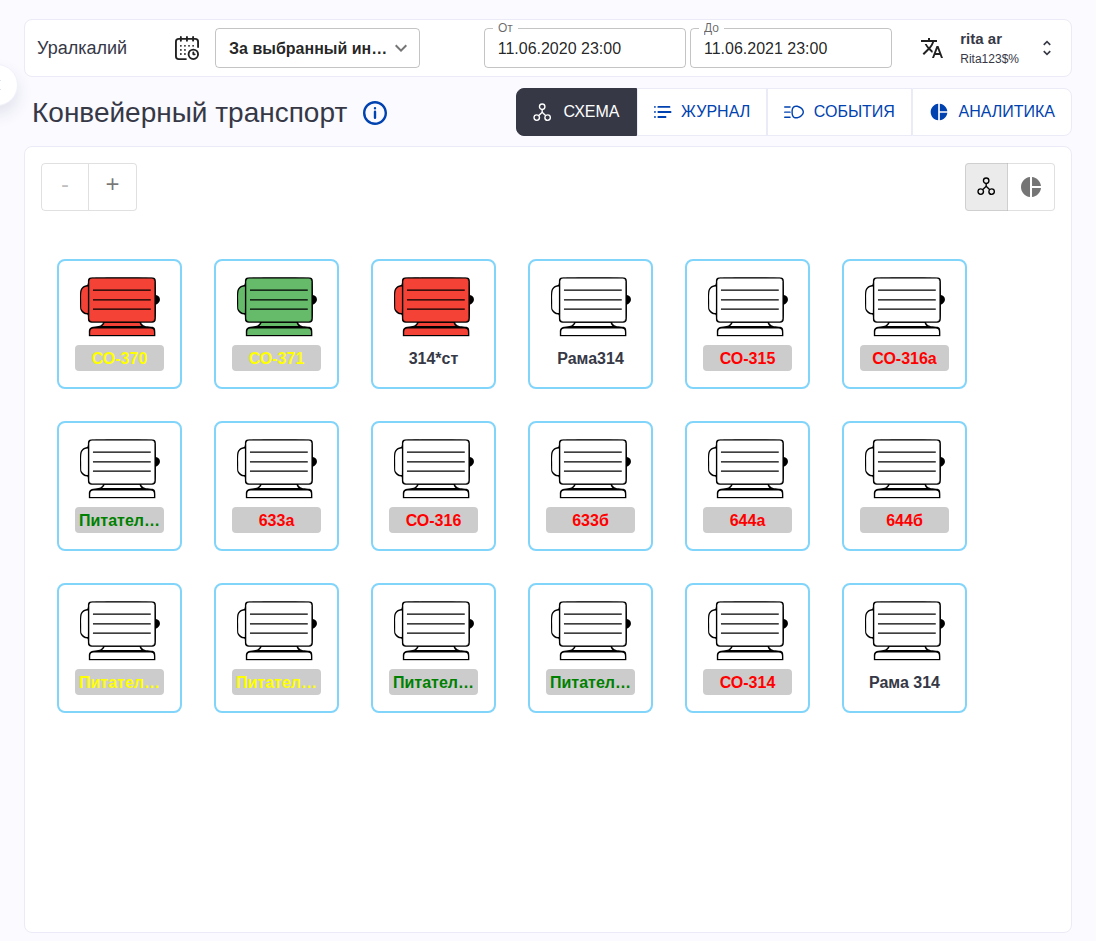 Уралкалий
За выбранный ин…
От
11.06.2020 23:00
До
11.06.2021 23:00
rita ar
Rita123$%
Конвейерный транспорт
СХЕМА
ЖУРНАЛ
СОБЫТИЯ
АНАЛИТИКА
- +
СО-370
СО-371
314*ст
Рама314
СО-315
СО-316а
Питател…
633а
СО-316
633б
644а
644б
Питател…
Питател…
Питател…
Питател…
СО-314
Рама 314